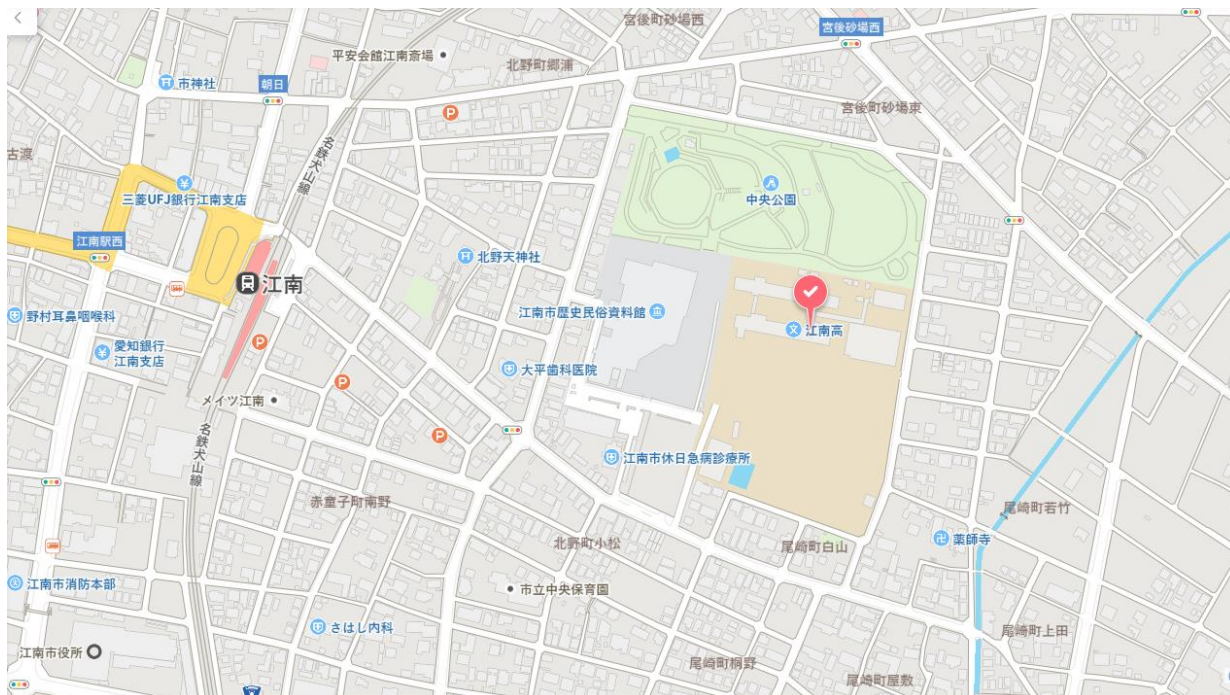 宮後町砂場西
宮後砂場西
平安会館江南斎場
北野町郷浦
市神社
朝日
P
宮後町砂場東
古渡
名鉄犬山線
三菱UFJ銀行江南支店
中央公園
江南駅西
北野天神社
江南
江南市歴史民俗資料館
野村耳鼻咽喉科
文
江南高
P
愛知銀行
江南支店
大平歯科医院
P
メイツ江南
名鉄犬山線
P
江南市休日急病診療所
赤童子町南野
尾崎町若竹
北野町小松
尾崎町白山
薬師寺
江南市消防本部
市立中央保育園
さはし内科
尾崎町上田
江南市役所
尾崎町桐野
尾崎町屋敷